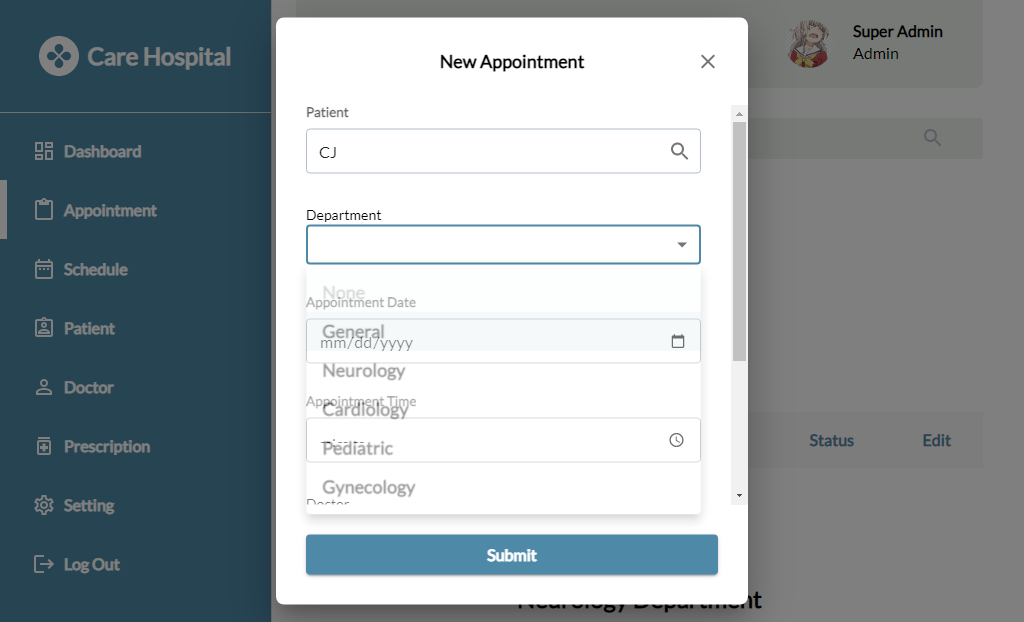 Care Hospital
Dashboard
Appointment
Schedule
Patient
Doctor
Prescription
Setting
Log Out
Super Admin
Admin
New Appointment
Patient
CJ
Department
None
Appointment Date
General
mm/dd/yyyy
Neurology
Appointment Time
Cardiology
Pediatric
Gynecology
Doctor
Submit
Status Edit
Neurology Department